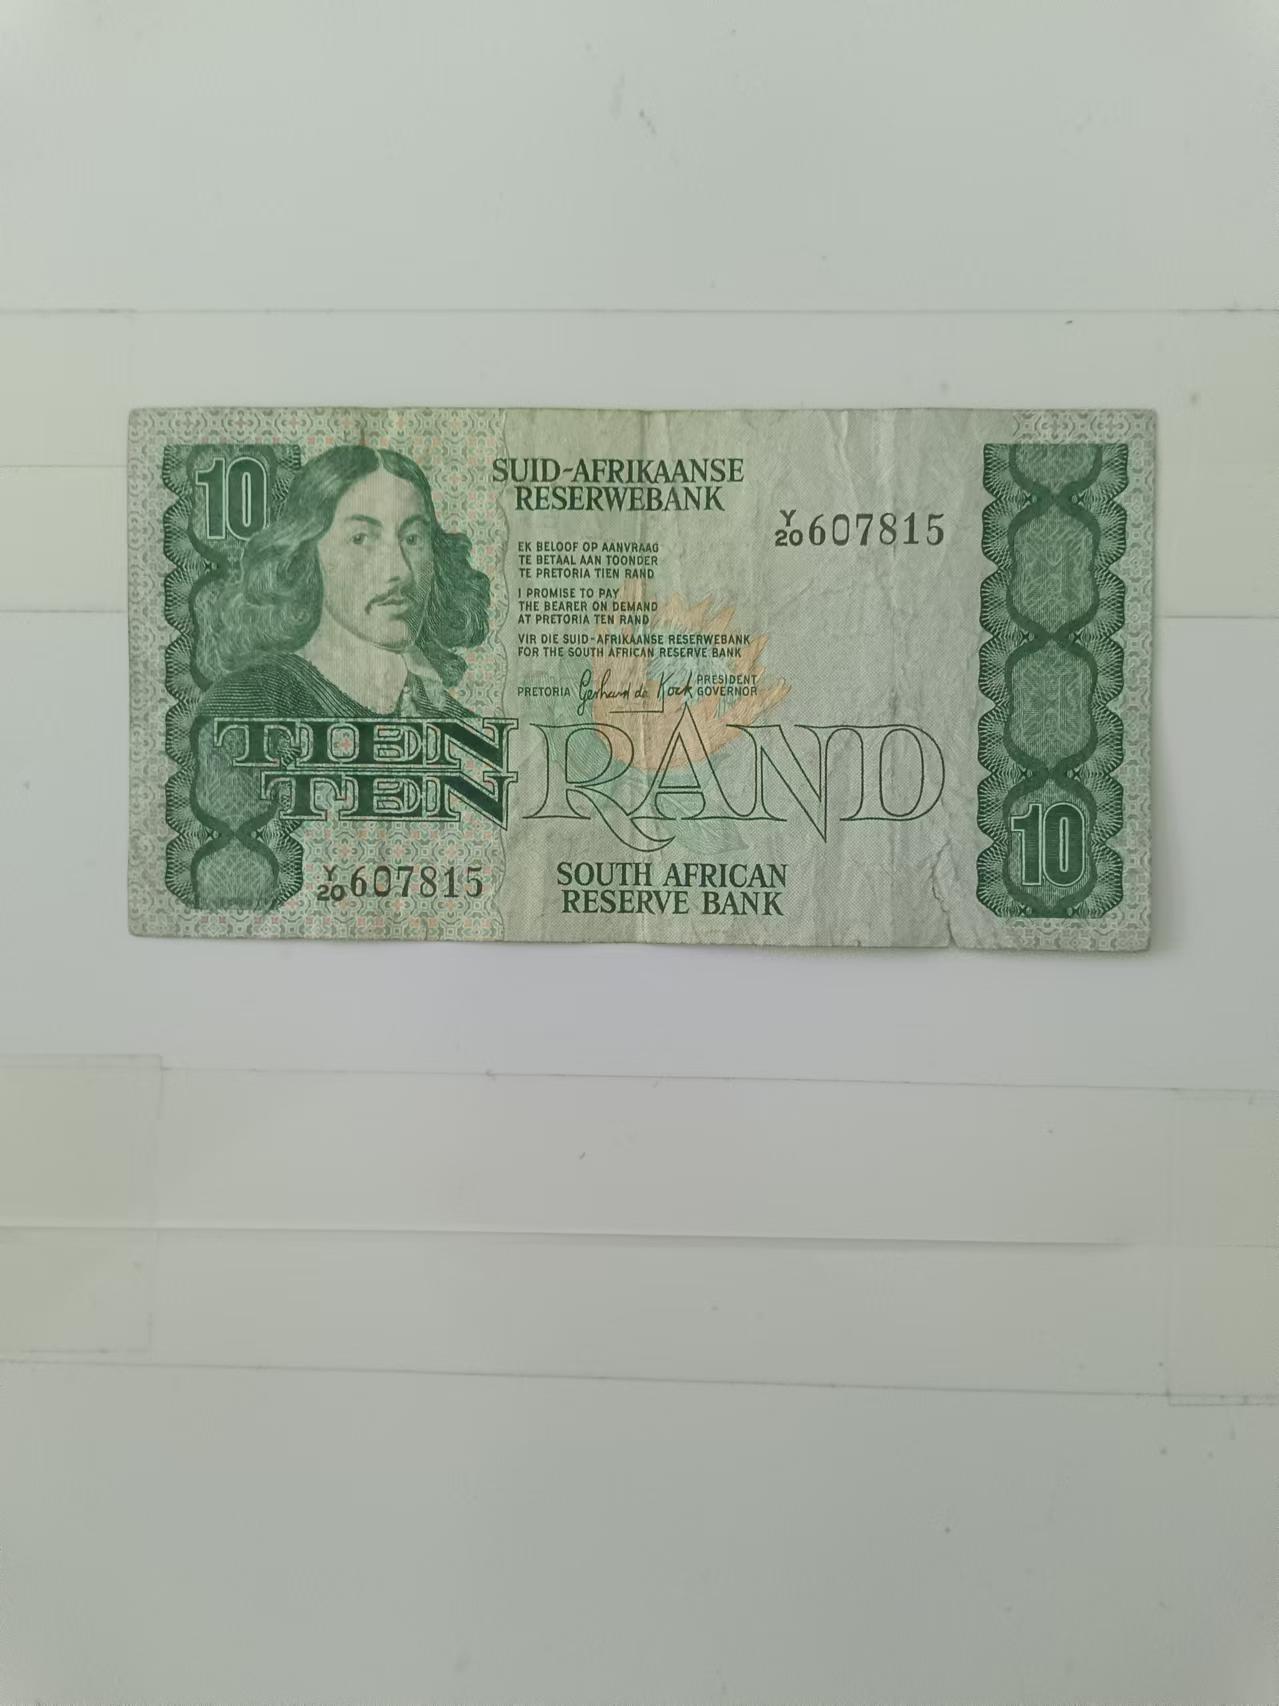 10
SUID-AFRIKAANSE
RESERWEBANK
Y/20 607815
EK BELOOF OP AANVRAAG
TE BETAAL AAN TOONDER
TE PRETORIA TIEN RAND
I PROMISE TO PAY
THE BEARER ON DEMAND
AT PRETORIA TEN RAND
VIR DIE SUID-AFRIKAANSE RESERWEBANK
FOR THE SOUTH AFRICAN RESERVE BANK
PRETORIA Gerhard de Kock PRESIDENT
GOVERNOR
TIEN
TEN RAND
10
Y/20 607815
SOUTH AFRICAN
RESERVE BANK